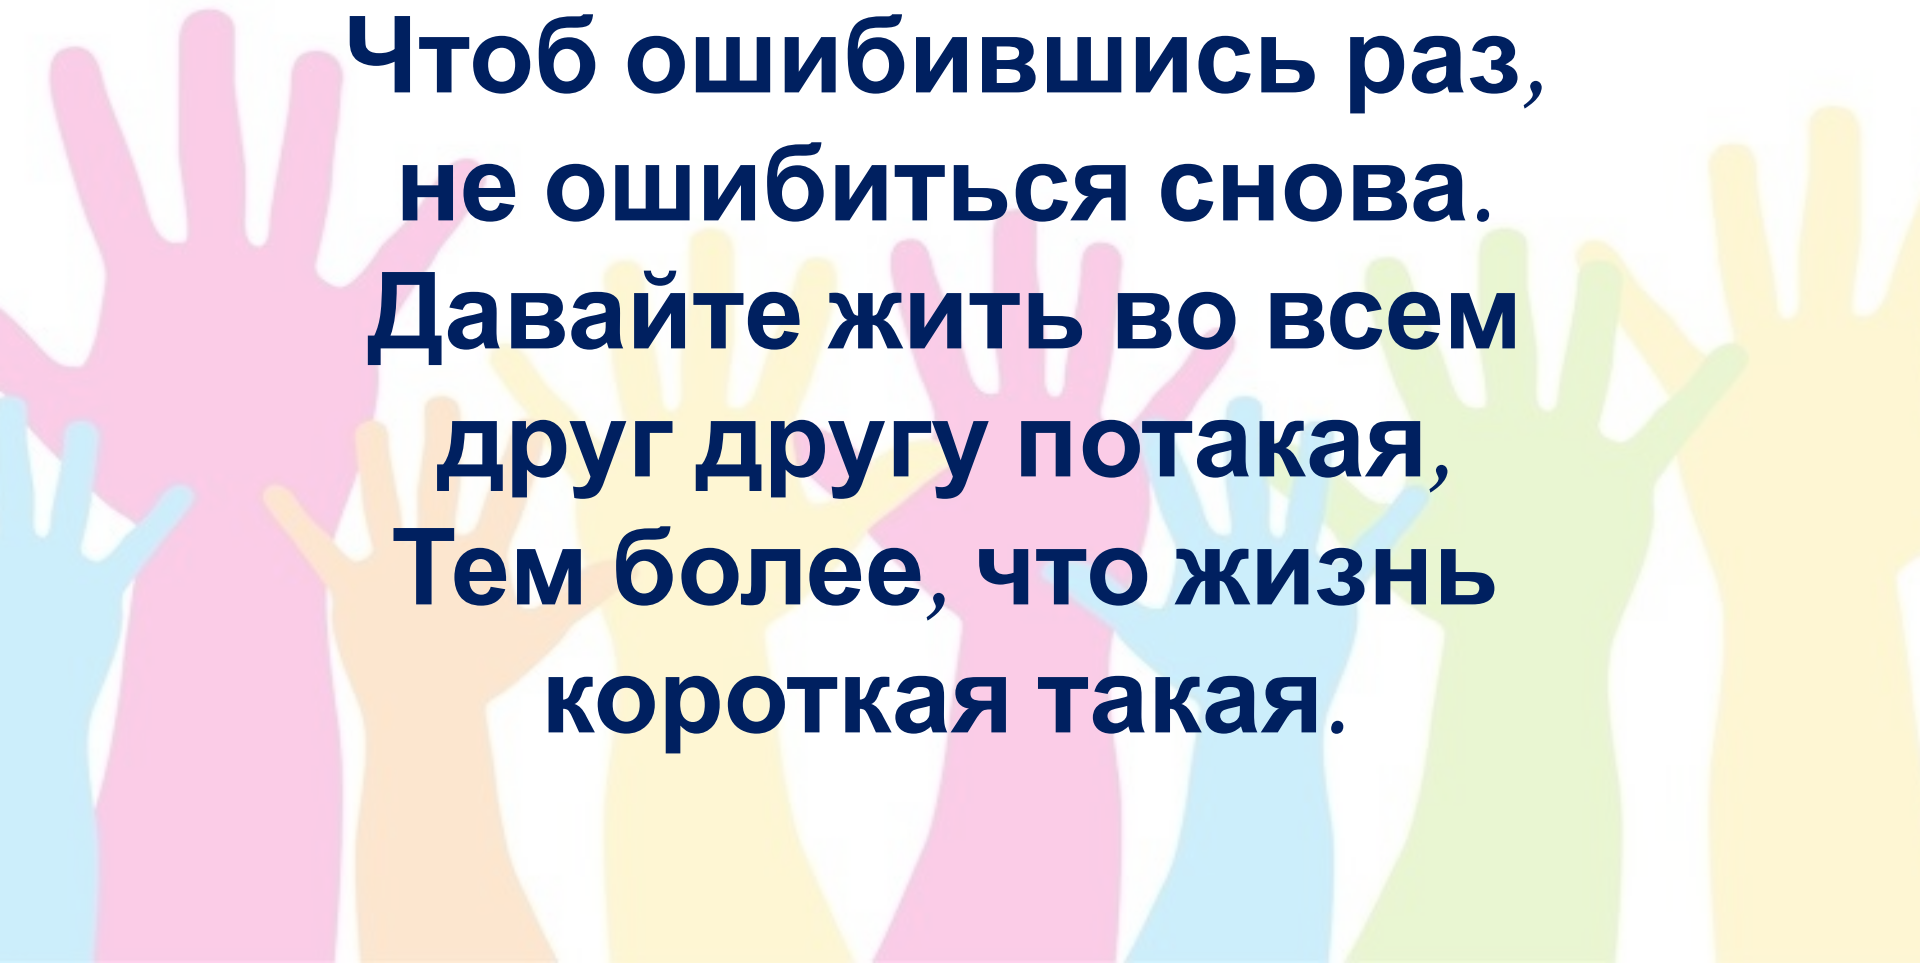 Чтоб ошибившись раз,
не ошибиться снова.
Давайте жить во всем
друг другу потакая,
Тем более, что жизнь
короткая такая.